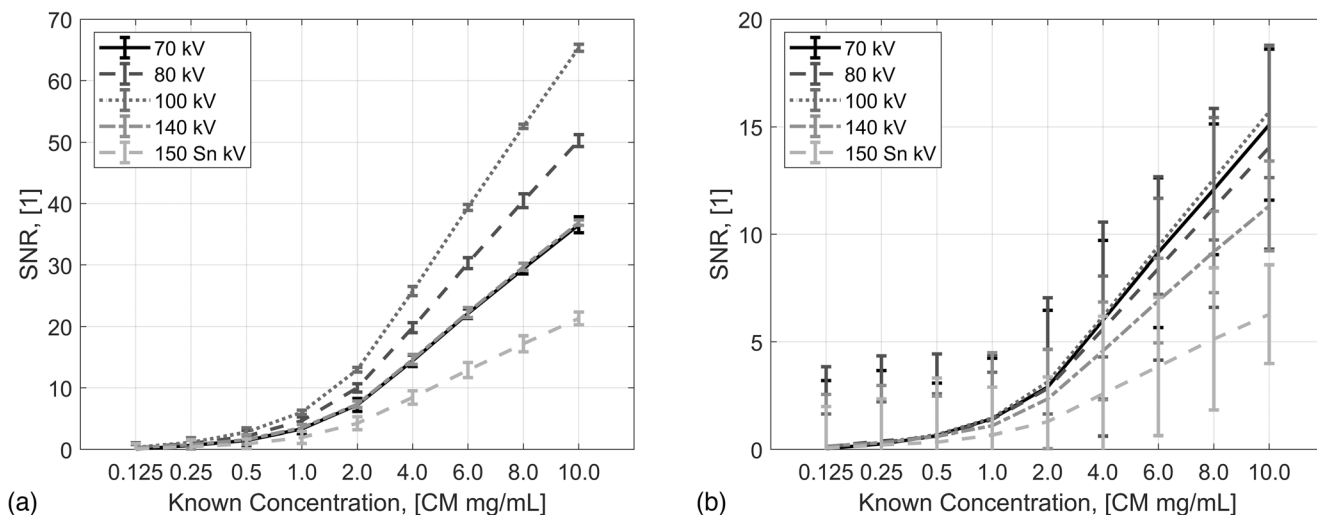 70
60
50
40
30
20
10
0
SNR, [1]
70 kV
80 kV
100 kV
140 kV
150 Sn kV
0.125 0.25 0.5 1.0 2.0 4.0 6.0 8.0 10.0
Known Concentration, [CM mg/mL]
(a)
20
15
10
5
0
SNR, [1]
70 kV
80 kV
100 kV
140 kV
150 Sn kV
0.125 0.25 0.5 1.0 2.0 4.0 6.0 8.0 10.0
Known Concentration, [CM mg/mL]
(b)